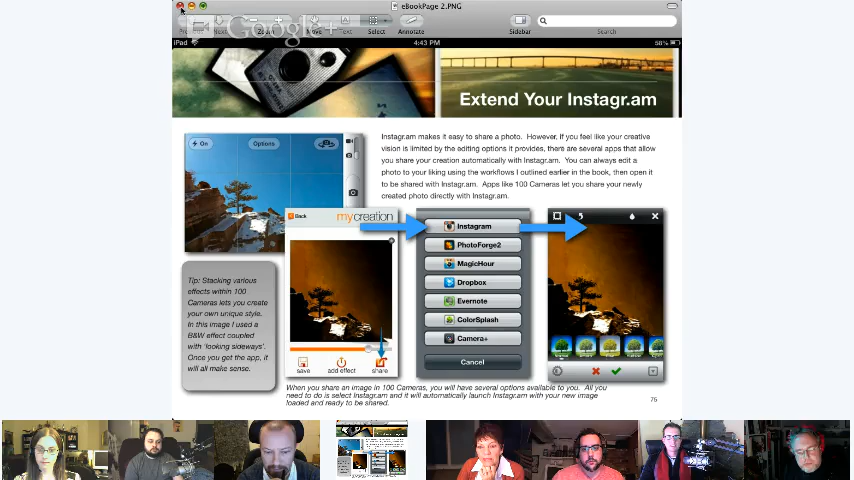 eBookPage 2.PNG
Google+
Previous Next Zoom Move Text Select Annotate Sidebar Search
iPad 4:43 PM 58%
Extend Your Instagr.am
Instagr.am makes it easy to share a photo. However, if you feel like your creative
vision is limited by the editing options it provides, there are several apps that allow
you share your creation automatically with Instagr.am. You can always edit a
photo to your liking using the workflows I outlined earlier in the book, then open it
to be shared with Instagr.am. Apps like 100 Cameras let you share your newly
created photo directly with Instagr.am.
On Options
Back mycreation
save add effect share
Instagram
PhotoForge2
MagicHour
Dropbox
Evernote
ColorSplash
Camera+
Cancel
Tip: Stacking various
effects within 100
Cameras lets you create
your own unique style.
In this image I used a
B&W effect coupled
with 'looking sideways'.
Once you get the app, it
will all make sense.
When you share an image in 100 Cameras, you will have several options available to you. All you
need to do is select Instagr.am and it will automatically launch Instagr.am with your new image
loaded and ready to be shared.
75